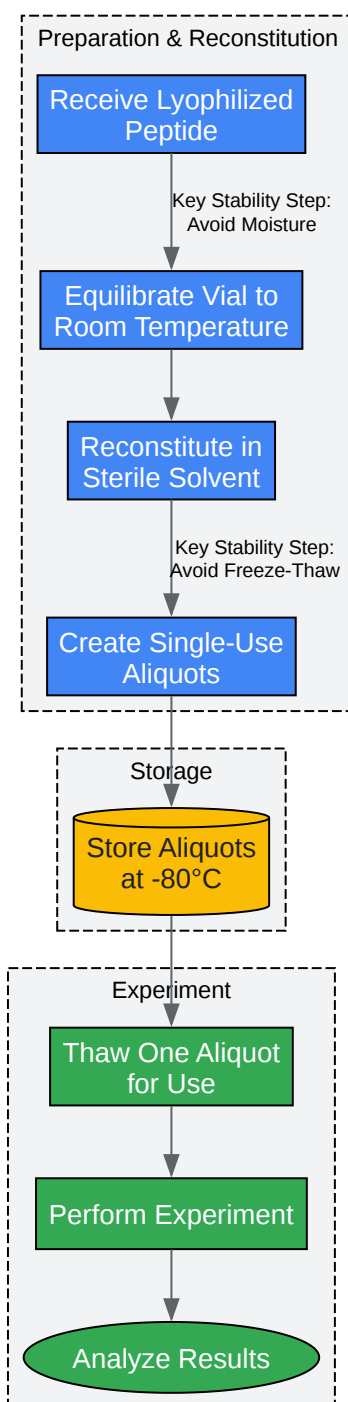 Preparation & Reconstitution
Receive Lyophilized
Peptide
Key Stability Step:
Avoid Moisture
Equilibrate Vial to
Room Temperature
Reconstitute in
Sterile Solvent
Key Stability Step:
Avoid Freeze-Thaw
Create Single-Use
Aliquots
Storage
Store Aliquots
at -80°C
Experiment
Thaw One Aliquot
for Use
Perform Experiment
Analyze Results